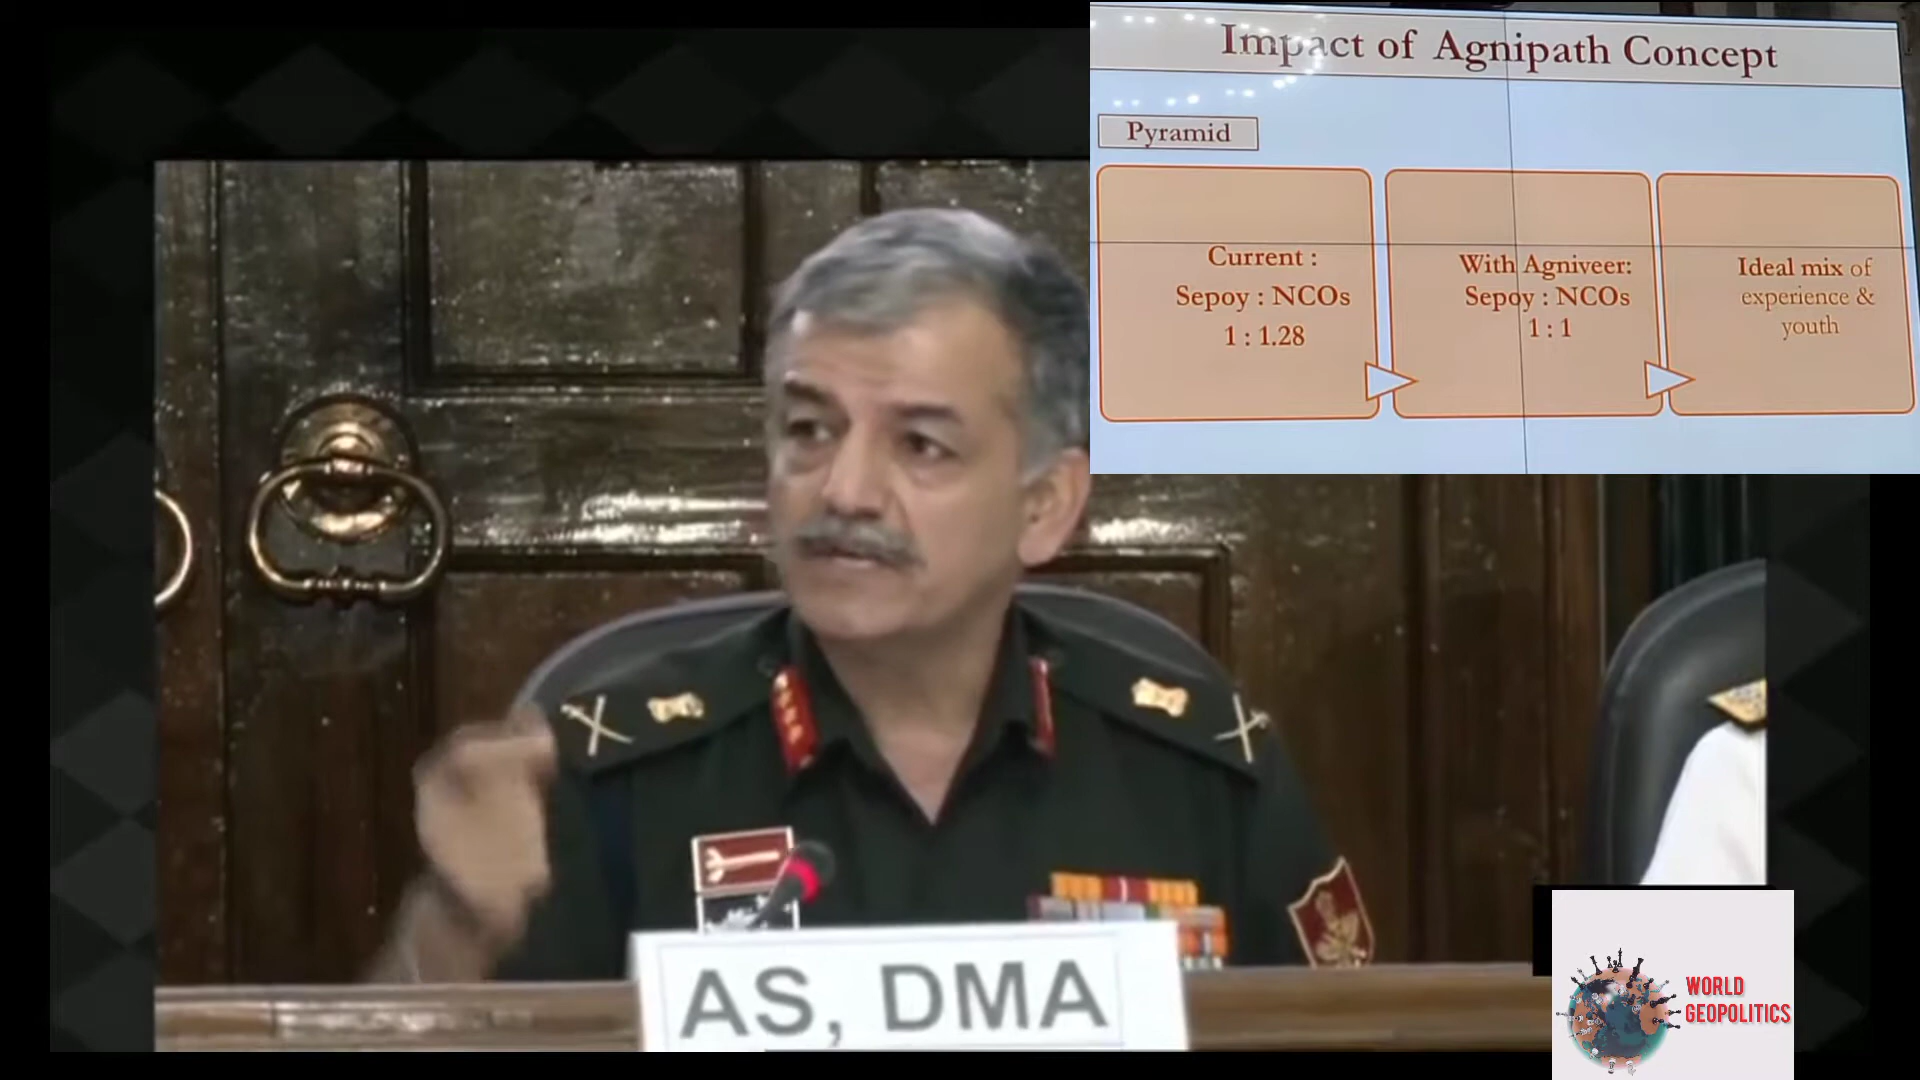 Impact of Agnipath Concept
Pyramid
Current :
Sepoy : NCOs
1 : 1.28
With Agniveer:
Sepoy : NCOs
1 : 1
Ideal mix of
experience &
youth
AS, DMA
WORLD
GEOPOLITICS